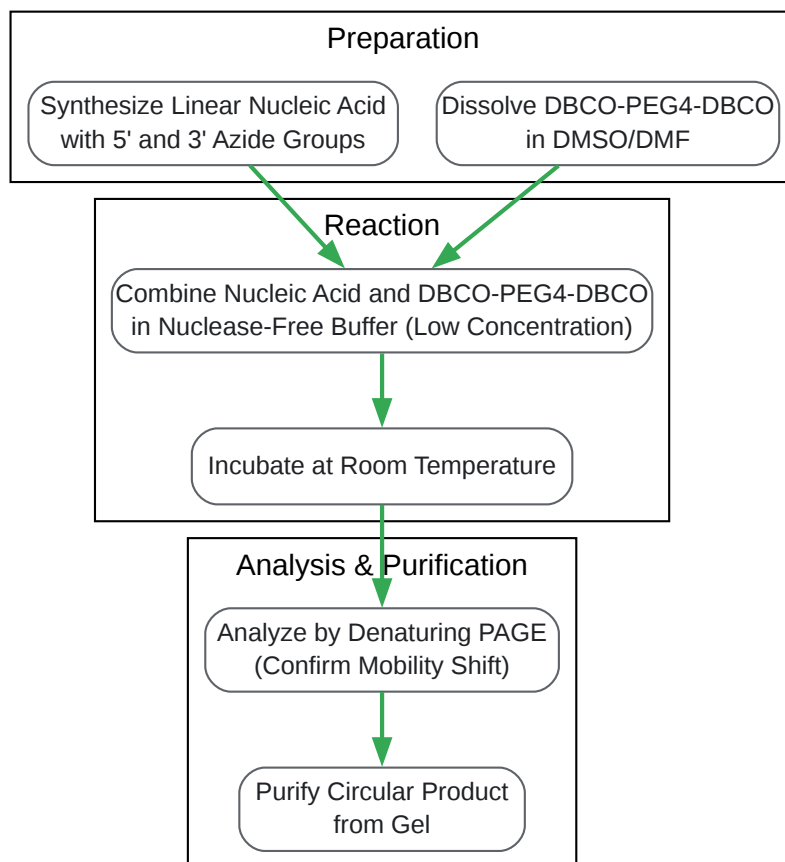 Preparation
Synthesize Linear Nucleic Acid
with 5' and 3' Azide Groups
Dissolve DBCO-PEG4-DBCO
in DMSO/DMF
Reaction
Combine Nucleic Acid and DBCO-PEG4-DBCO
in Nuclease-Free Buffer (Low Concentration)
Incubate at Room Temperature
Analysis & Purification
Analyze by Denaturing PAGE
(Confirm Mobility Shift)
Purify Circular Product
from Gel